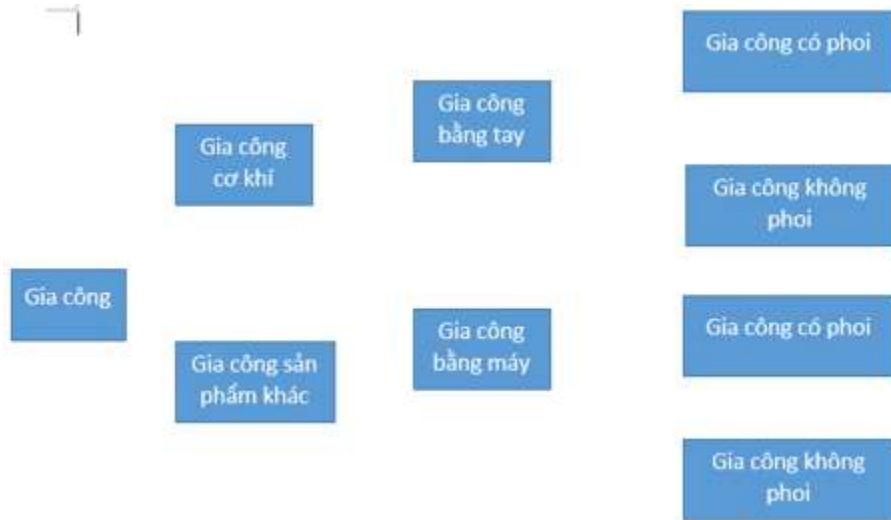 Gia công có phoi
Gia công
bằng tay
Gia công
cơ khí
Gia công không
phoi
Gia công
Gia công có phoi
Gia công
bằng máy
Gia công sản
phẩm khác
Gia công không
phoi